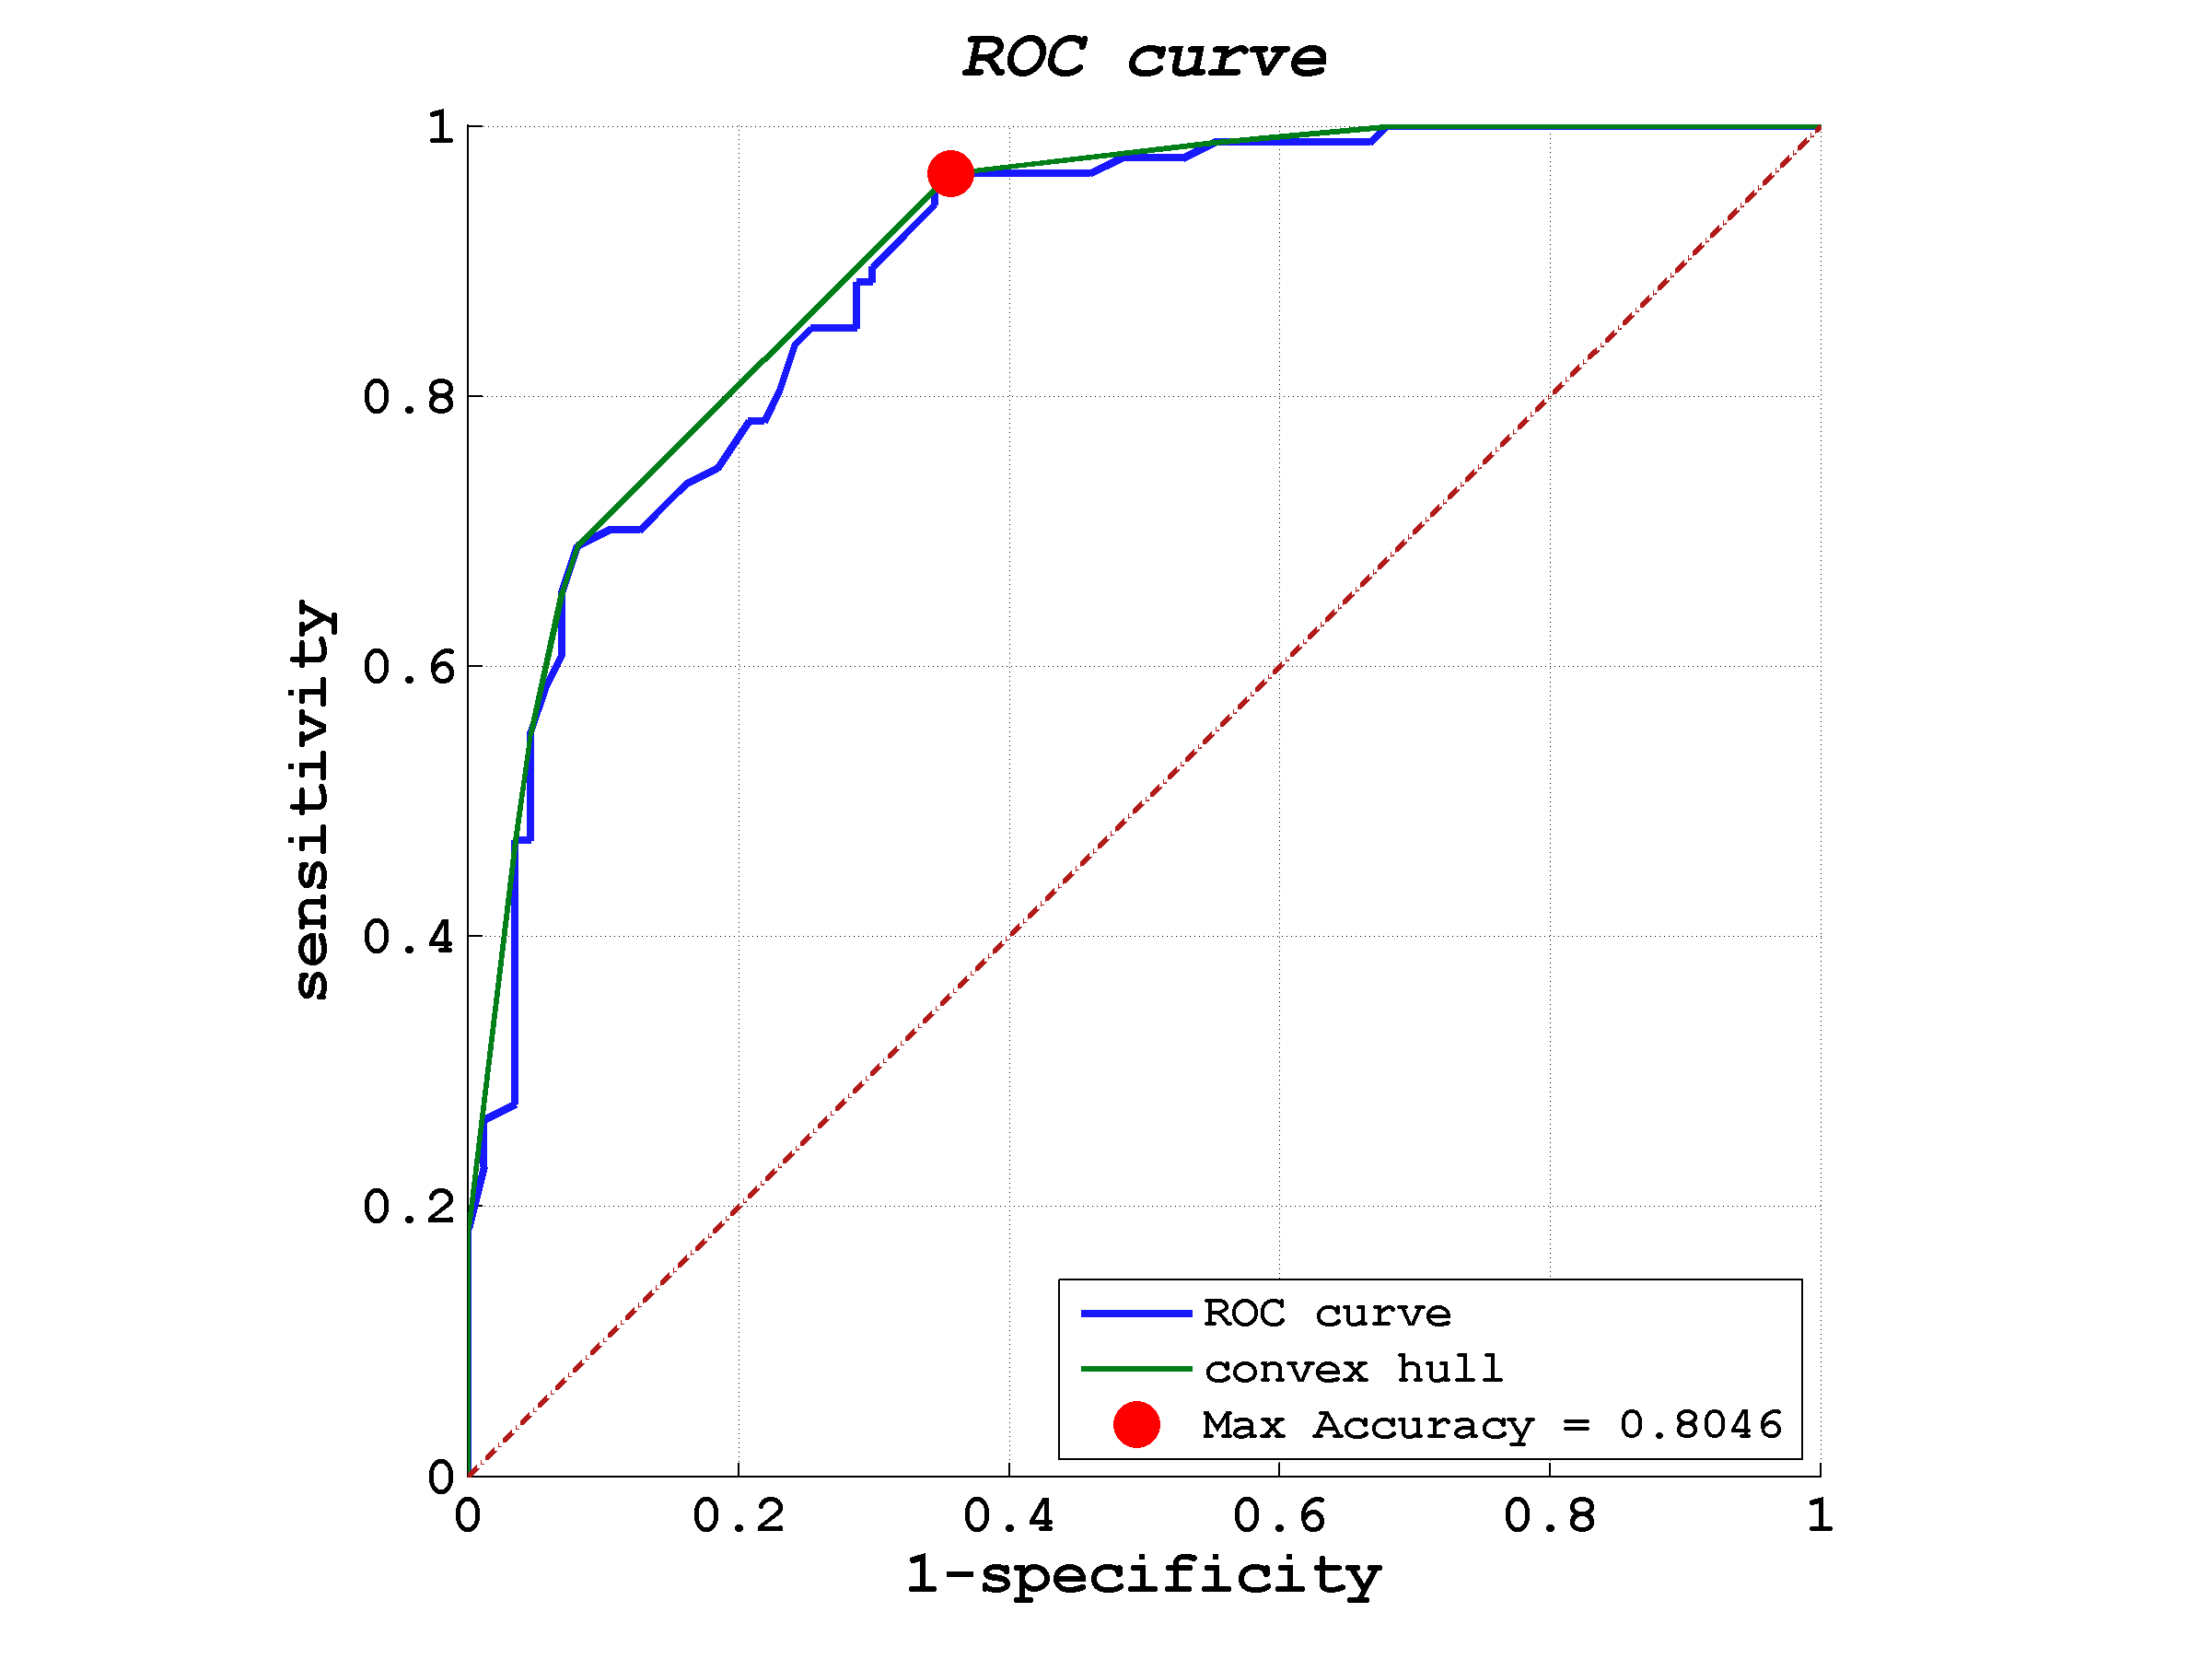 ROC curve
1
0.8
0.6
0.4
0.2
0
sensitivity
ROC curve
convex hull
Max Accuracy = 0.8046
0 0.2 0.4 0.6 0.8 1
1-specificity